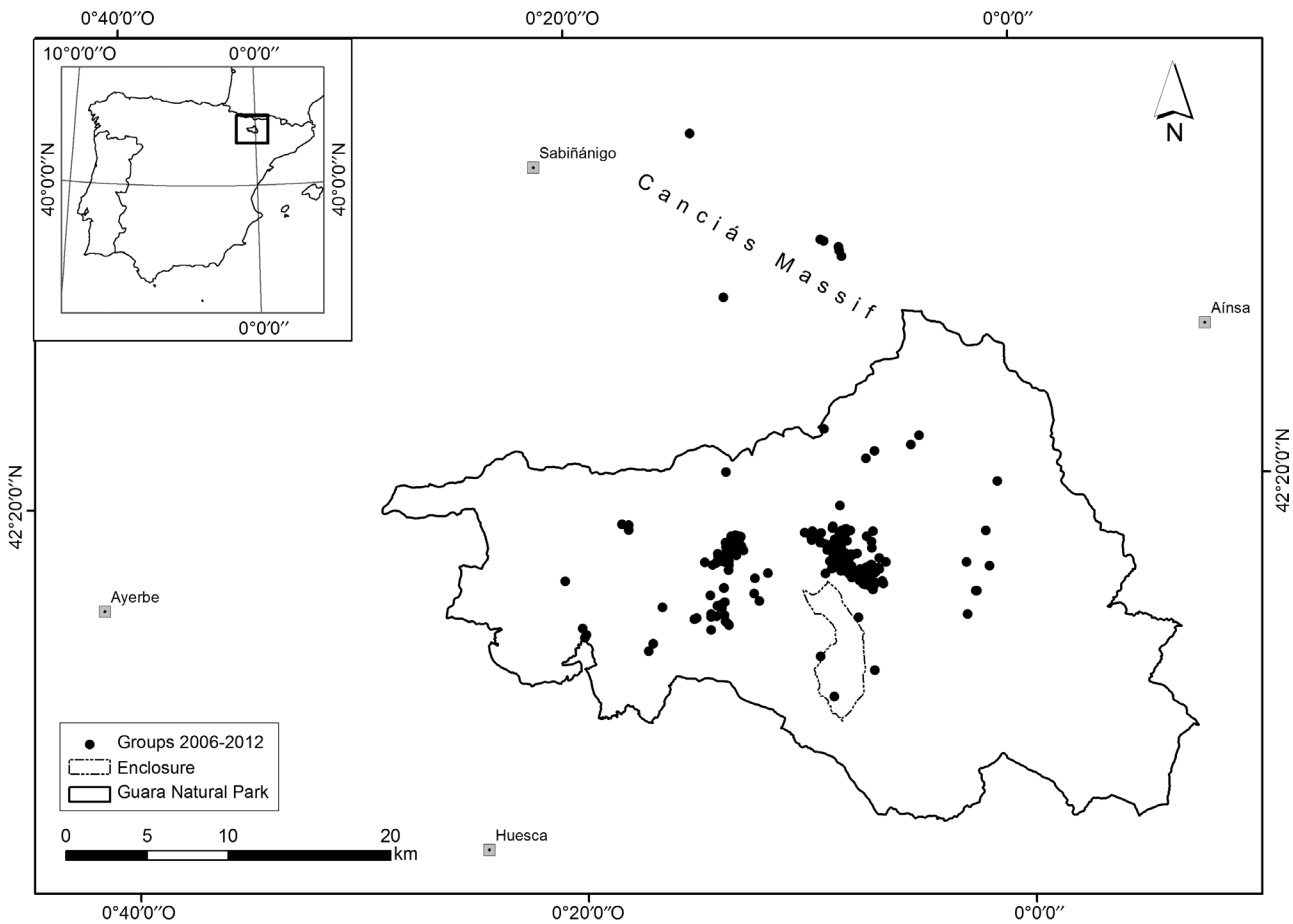 0°40'0''O 0°20'0''O 0°0'0''
10°0'0''O 0°0'0''
40°0'0''N 40°0'0''N
0°0'0''
N
Sabiñánigo
Canciás Massif
Aínsa
42°20'0''N 42°20'0''N
Ayerbe
Groups 2006-2012
Enclosure
Guara Natural Park
0 5 10 20
km
Huesca
0°40'0''O 0°20'0''O 0°0'0''